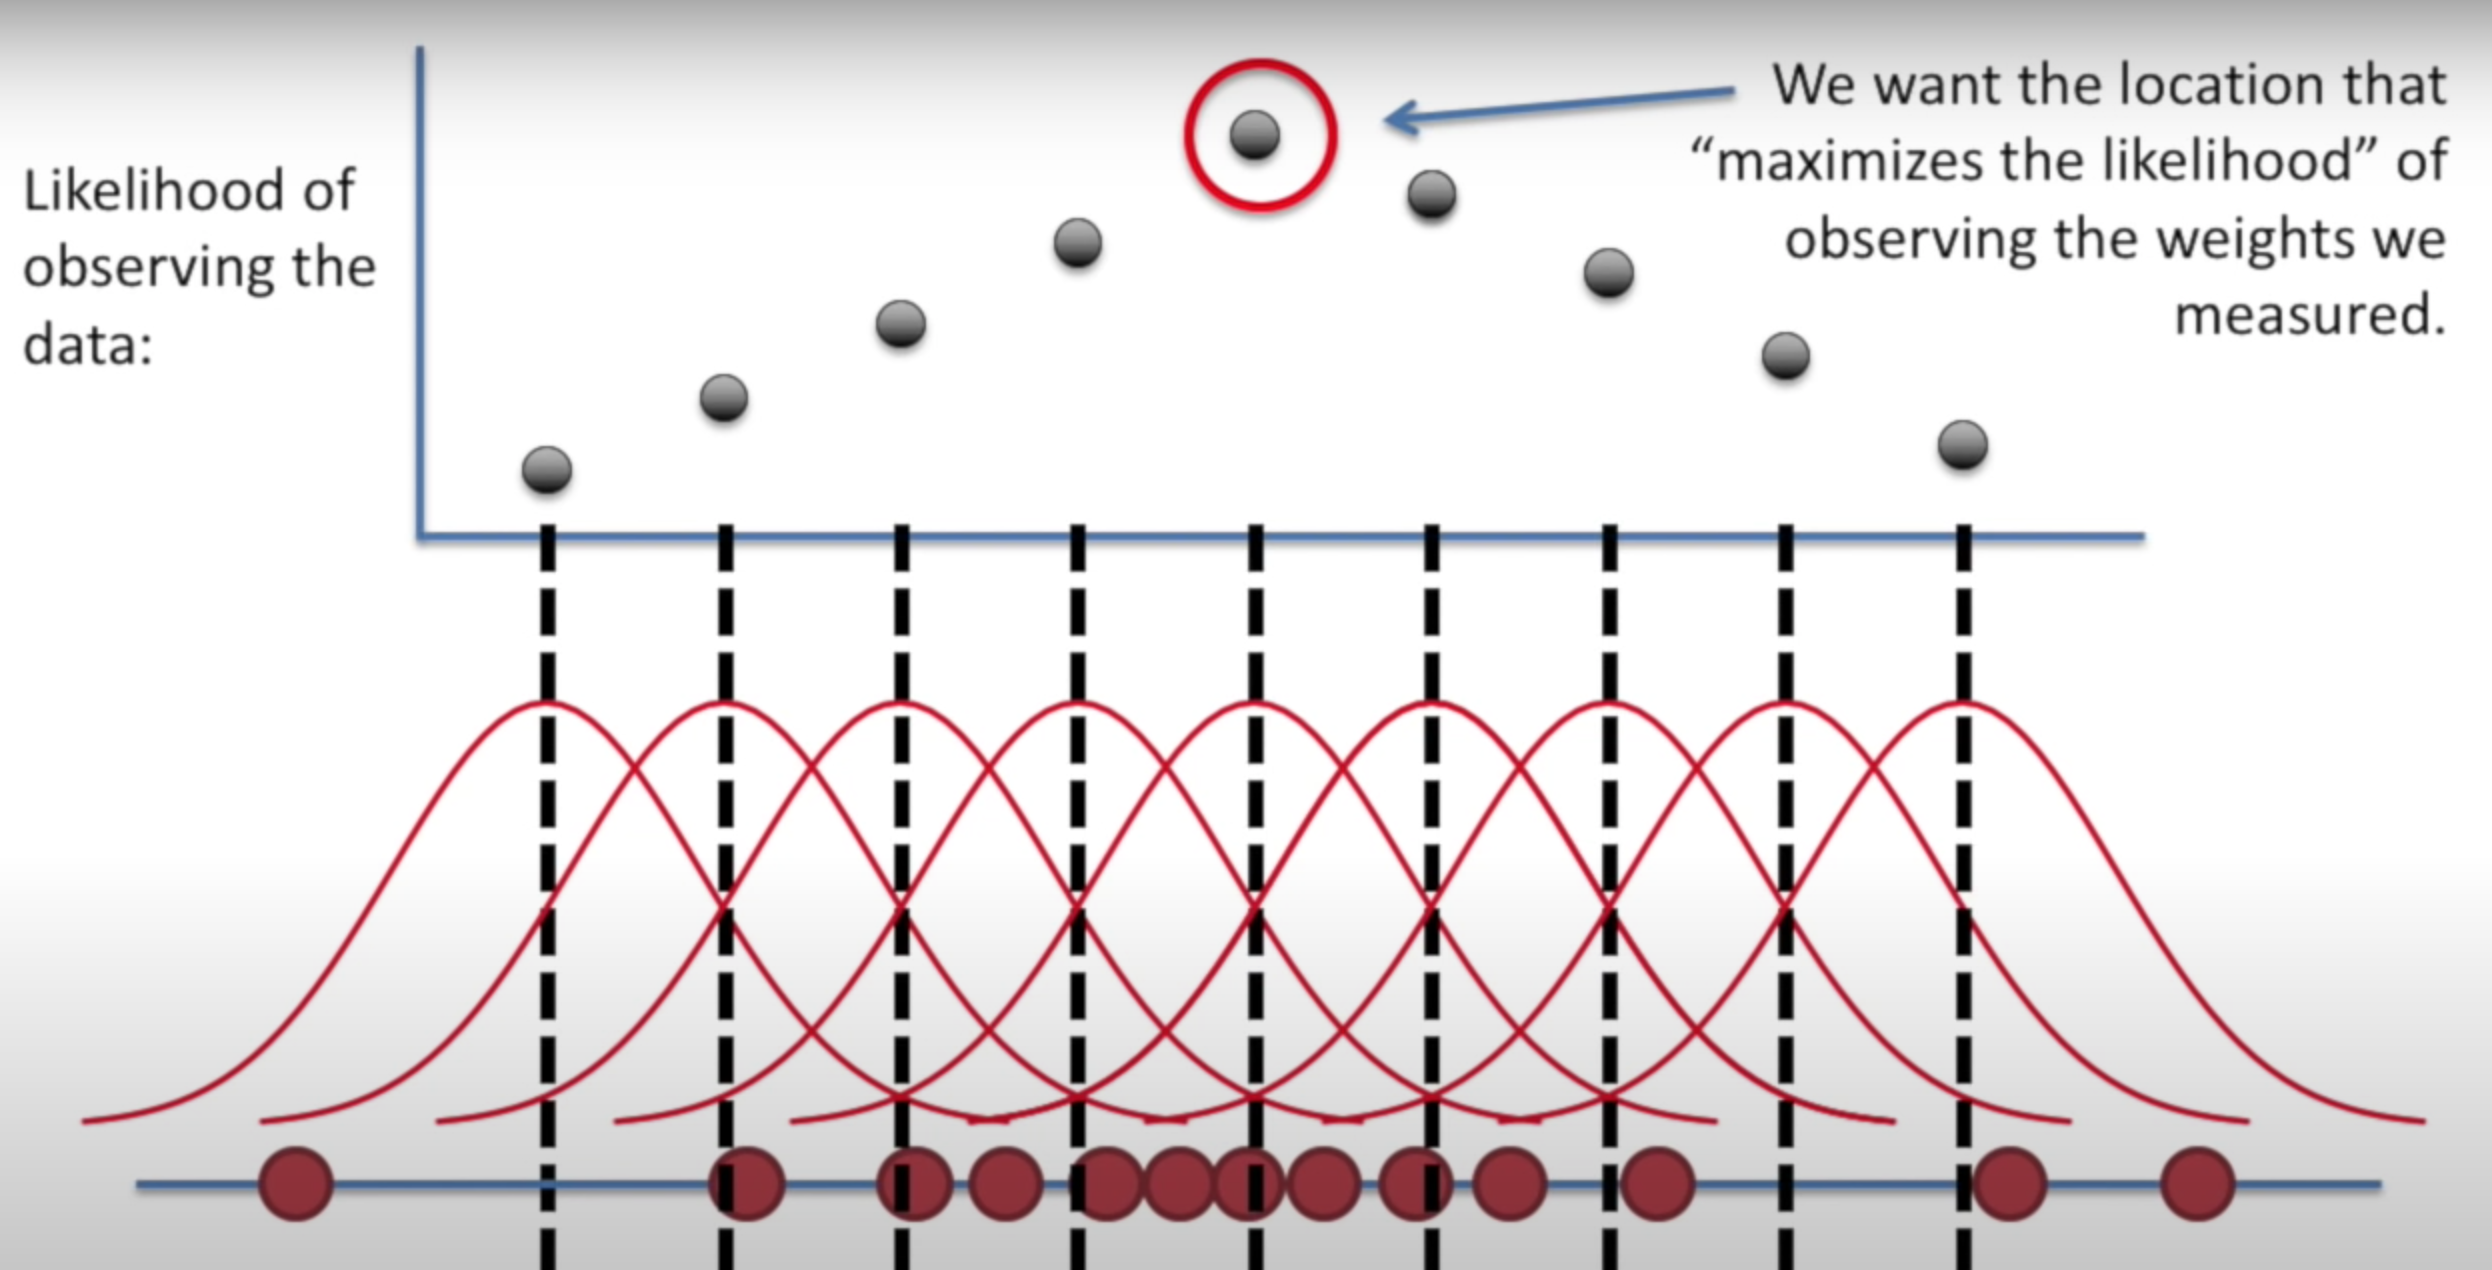 Likelihood of
observing the
data:
We want the location that
“maximizes the likelihood” of
observing the weights we
measured.